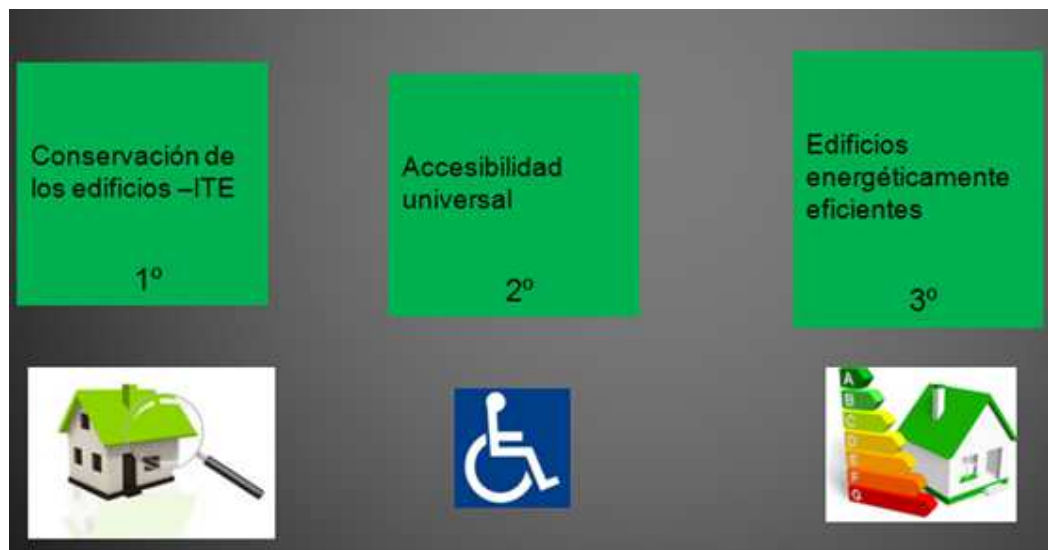 Conservación de
los edificios –ITE
1º
Accesibilidad
universal
2º
Edificios
energéticamente
eficientes
3º
A
B
C
D
E
F
G